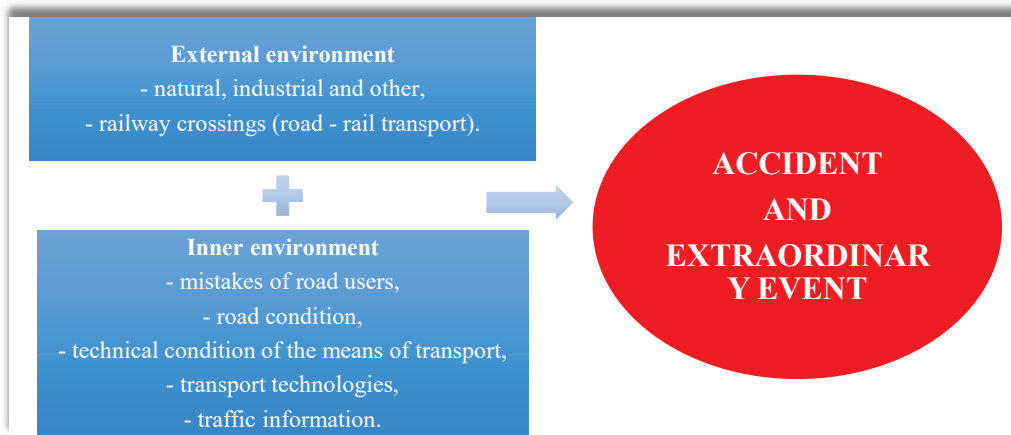 External environment
- natural, industrial and other,
- railway crossings (road - rail transport).
Inner environment
- mistakes of road users,
- road condition,
- technical condition of the means of transport,
- transport technologies,
- traffic information.
ACCIDENT
AND
EXTRAORDINAR
Y EVENT